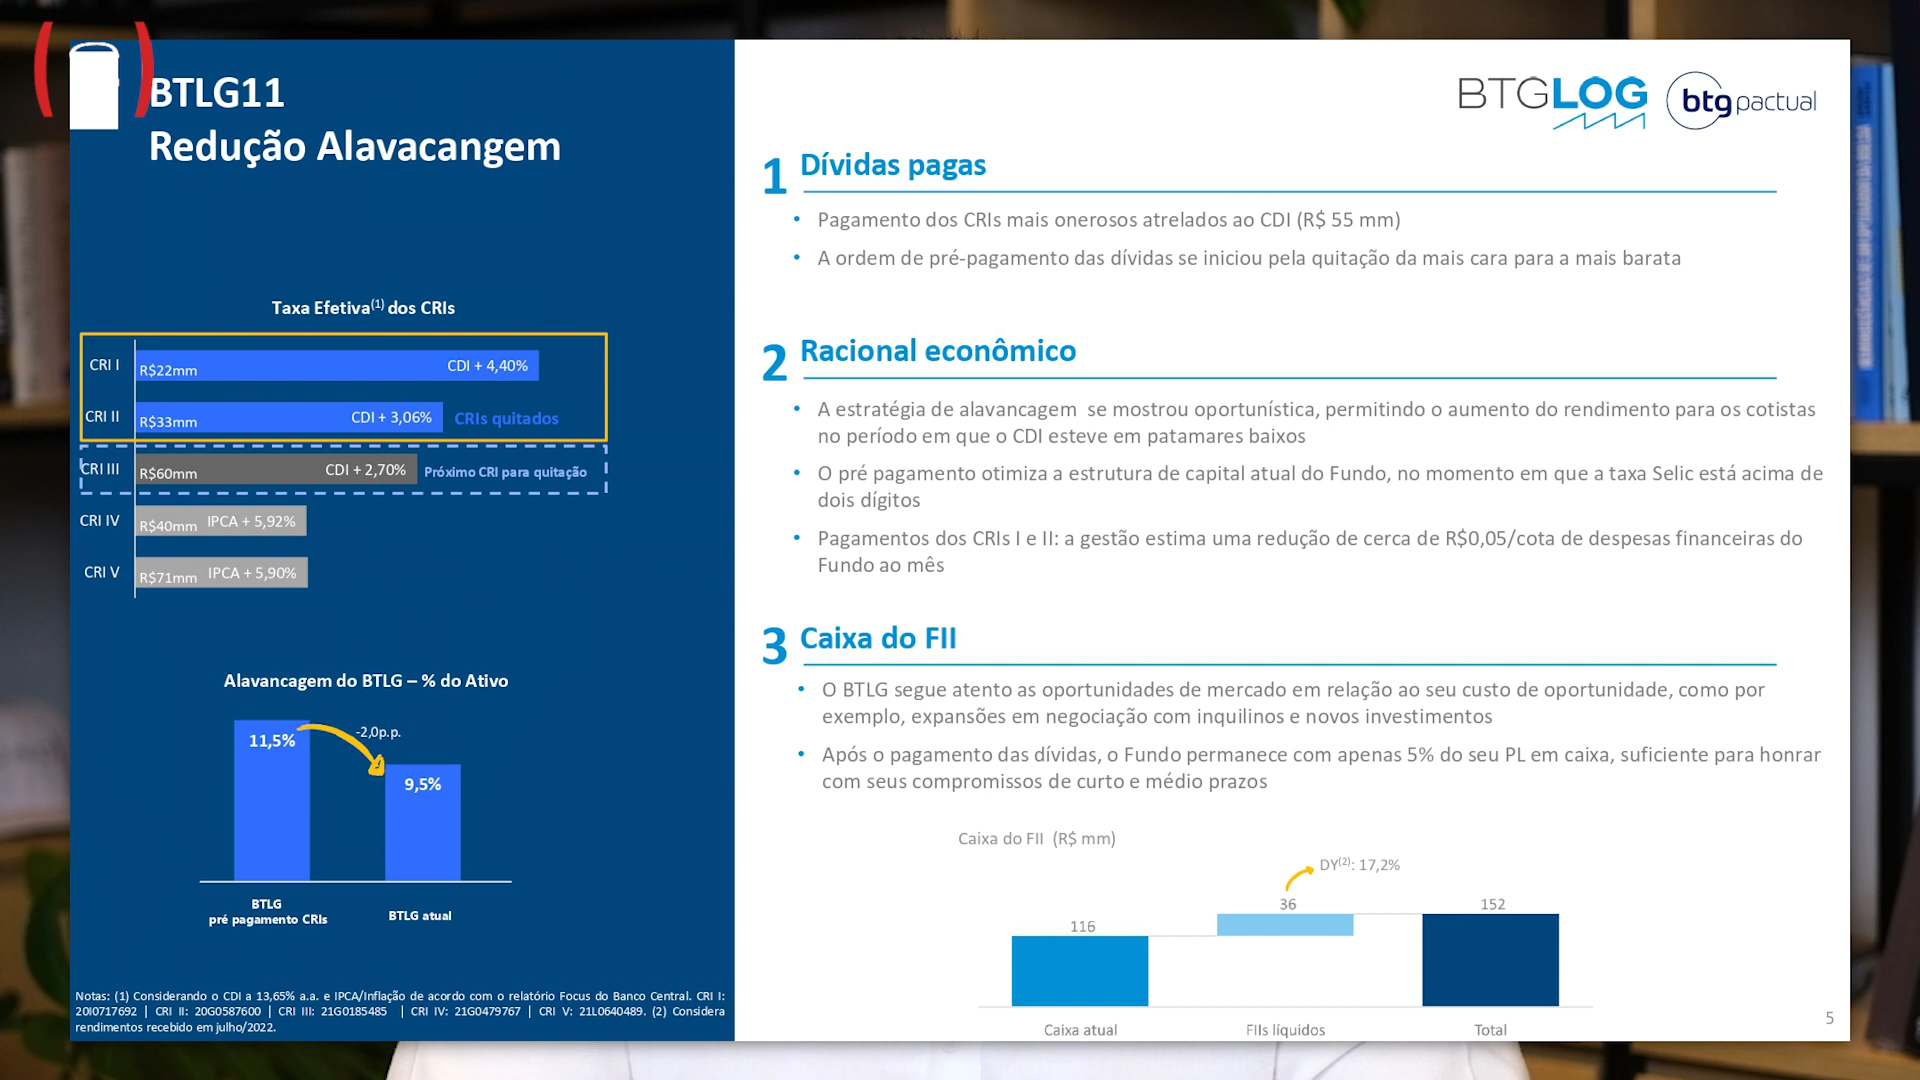 BTLG11
Redução Alavacangem
Taxa Efetiva(1) dos CRIs
CRI I R$22mm CDI + 4,40%
CRI II R$33mm CDI + 3,06% CRIs quitados
CRI III R$60mm CDI + 2,70% Próximo CRI para quitação
CRI IV R$40mm IPCA + 5,92%
CRI V R$71mm IPCA + 5,90%
Alavancagem do BTLG – % do Ativo
11,5%
-2,0p.p.
9,5%
BTLG
pré pagamento CRIs
BTLG atual
Notas: (1) Considerando o CDI a 13,65% a.a. e IPCA/Inflação de acordo com o relatório Focus do Banco Central. CRI I:
20I0717692 | CRI II: 20G0587600 | CRI III: 21G0185485 | CRI IV: 21G0479767 | CRI V: 21L0640489. (2) Considera
rendimentos recebido em julho/2022.
BTGLOG
btgpactual
1 Dívidas pagas
• Pagamento dos CRIs mais onerosos atrelados ao CDI (R$ 55 mm)
• A ordem de pré-pagamento das dívidas se iniciou pela quitação da mais cara para a mais barata
2 Racional econômico
• A estratégia de alavancagem se mostrou oportunística, permitindo o aumento do rendimento para os cotistas
no período em que o CDI esteve em patamares baixos
• O pré pagamento otimiza a estrutura de capital atual do Fundo, no momento em que a taxa Selic está acima de
dois dígitos
• Pagamentos dos CRIs I e II: a gestão estima uma redução de cerca de R$0,05/cota de despesas financeiras do
Fundo ao mês
3 Caixa do FII
• O BTLG segue atento as oportunidades de mercado em relação ao seu custo de oportunidade, como por
exemplo, expansões em negociação com inquilinos e novos investimentos
• Após o pagamento das dívidas, o Fundo permanece com apenas 5% do seu PL em caixa, suficiente para honrar
com seus compromissos de curto e médio prazos
Caixa do FII (R$ mm)
DY(2): 17,2%
116
36
152
Caixa atual
FIIs líquidos
Total
5